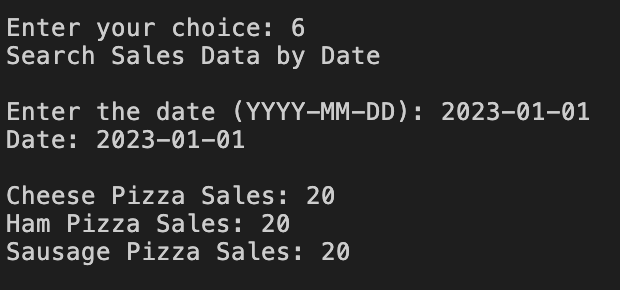 Enter your choice: 6
Search Sales Data by Date
Enter the date (YYYY-MM-DD): 2023-01-01
Date: 2023-01-01
Cheese Pizza Sales: 20
Ham Pizza Sales: 20
Sausage Pizza Sales: 20